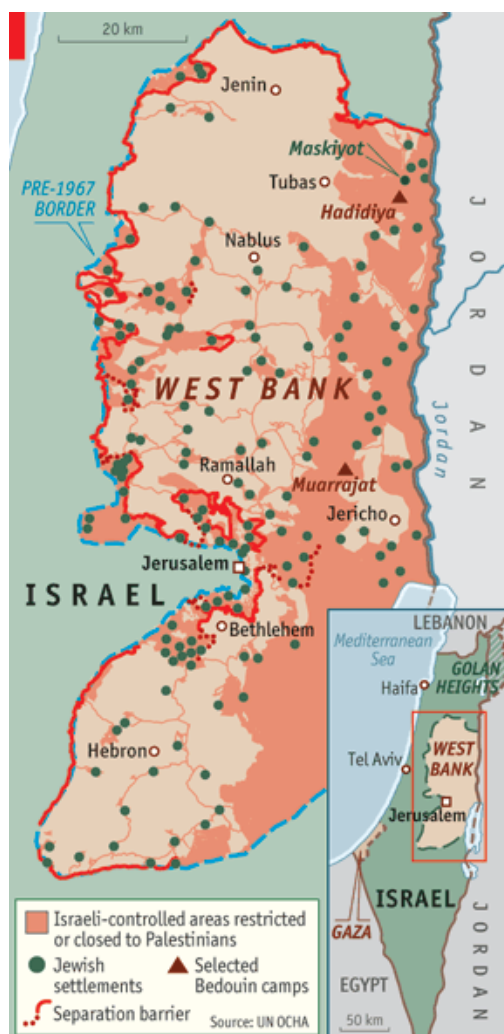 20 km
Jenin
Maskiyot
Tubas
Hadidiya
PRE-1967
BORDER
Nablus
JORDAN
WEST BANK
Jordan
Ramallah
Muarrajat
Jericho
Jerusalem
ISRAEL
Bethlehem
Hebron
LEBANON
Mediterranean
Sea
GOLAN
HEIGHTS
Haifa
WEST
BANK
Tel Aviv
Jerusalem
ISRAEL
GAZA
JORDAN
EGYPT
50 km
Israeli-controlled areas restricted
or closed to Palestinians
Jewish
settlements
Selected
Bedouin camps
Separation barrier
Source: UN OCHA